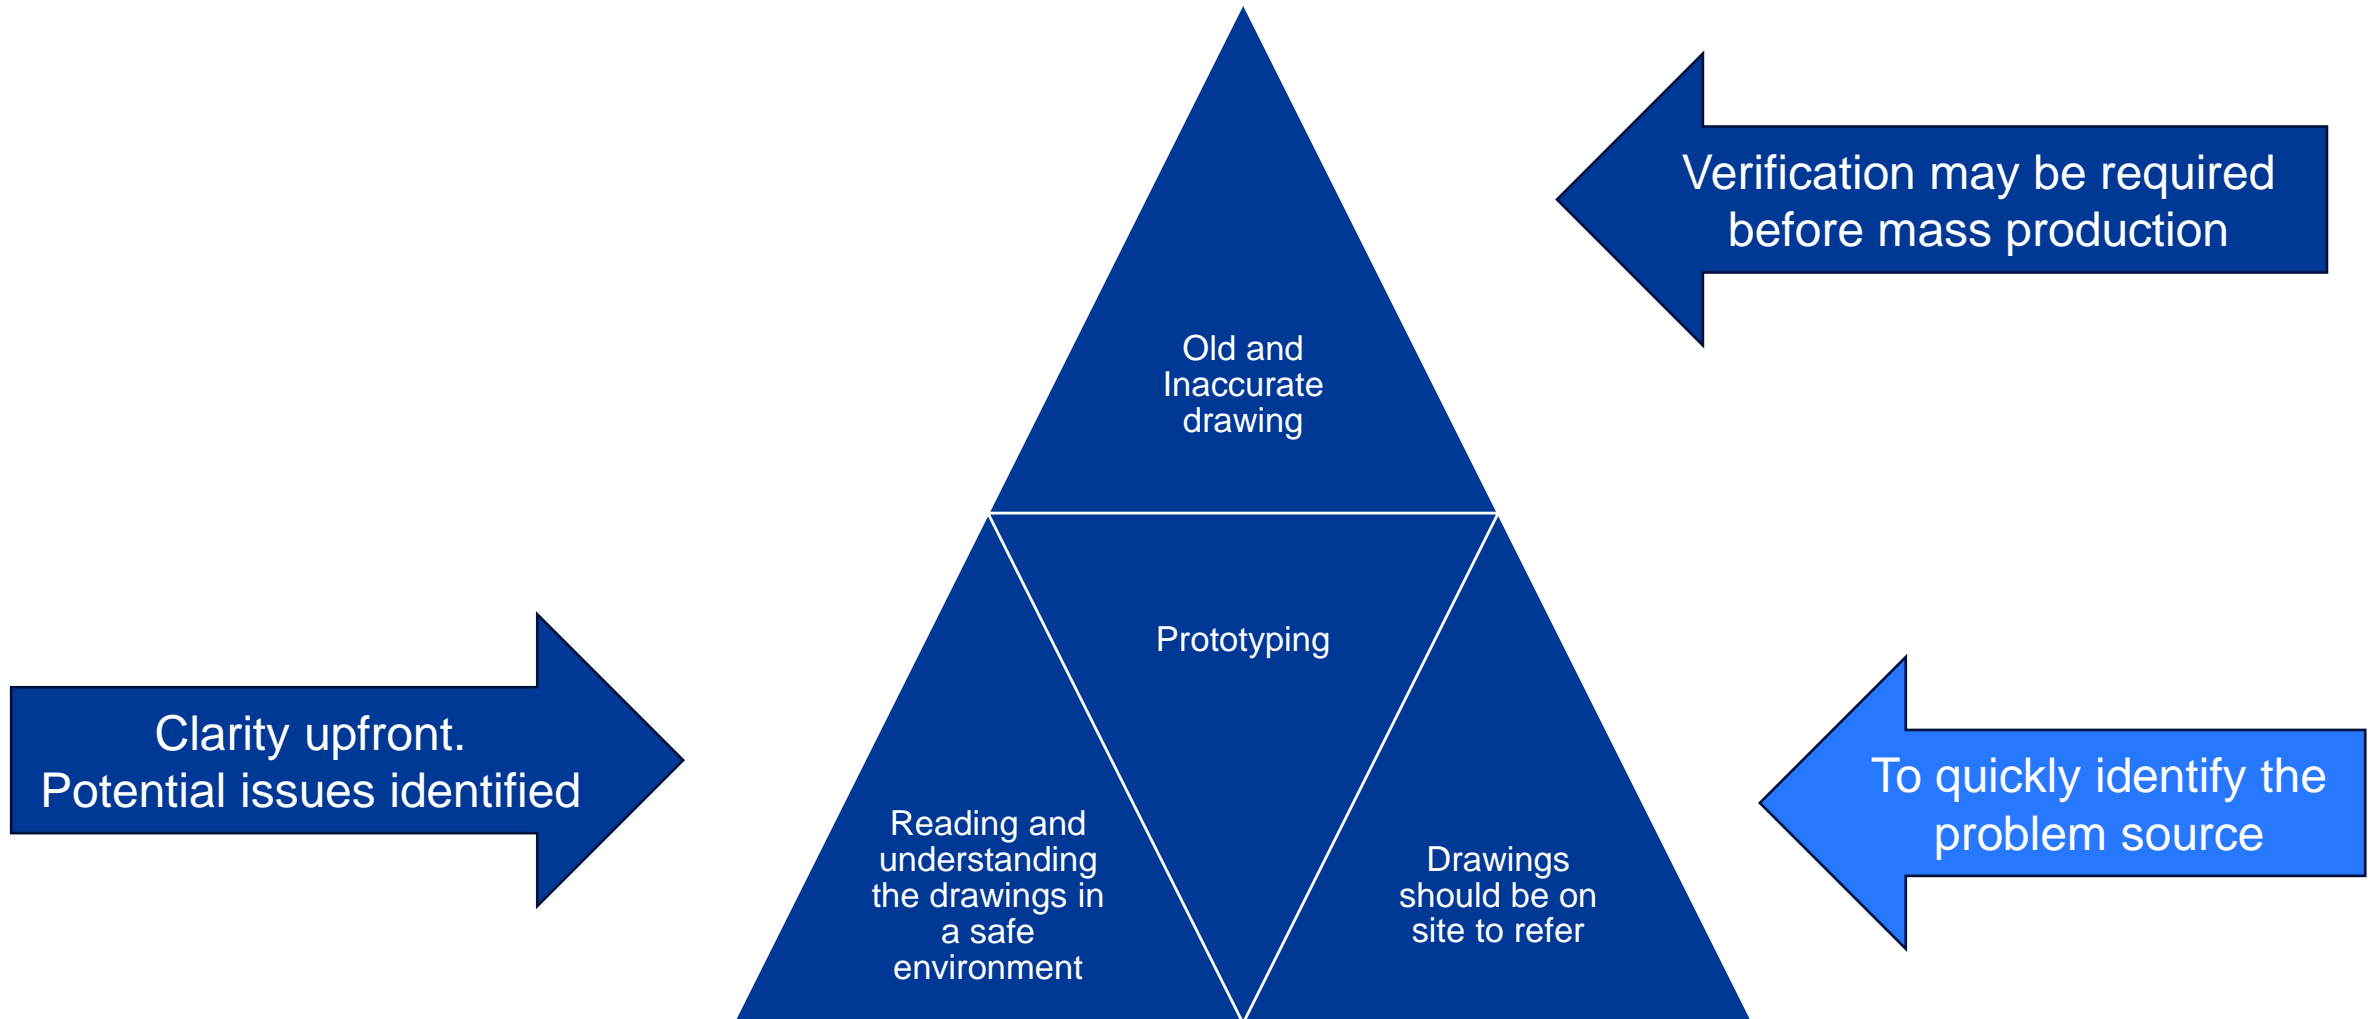 Verification may be required
before mass production
Old and
Inaccurate
drawing
Prototyping
Clarity upfront.
Potential issues identified
Reading and
understanding
the drawings in
a safe
environment
Drawings
should be on
site to refer
To quickly identify the
problem source